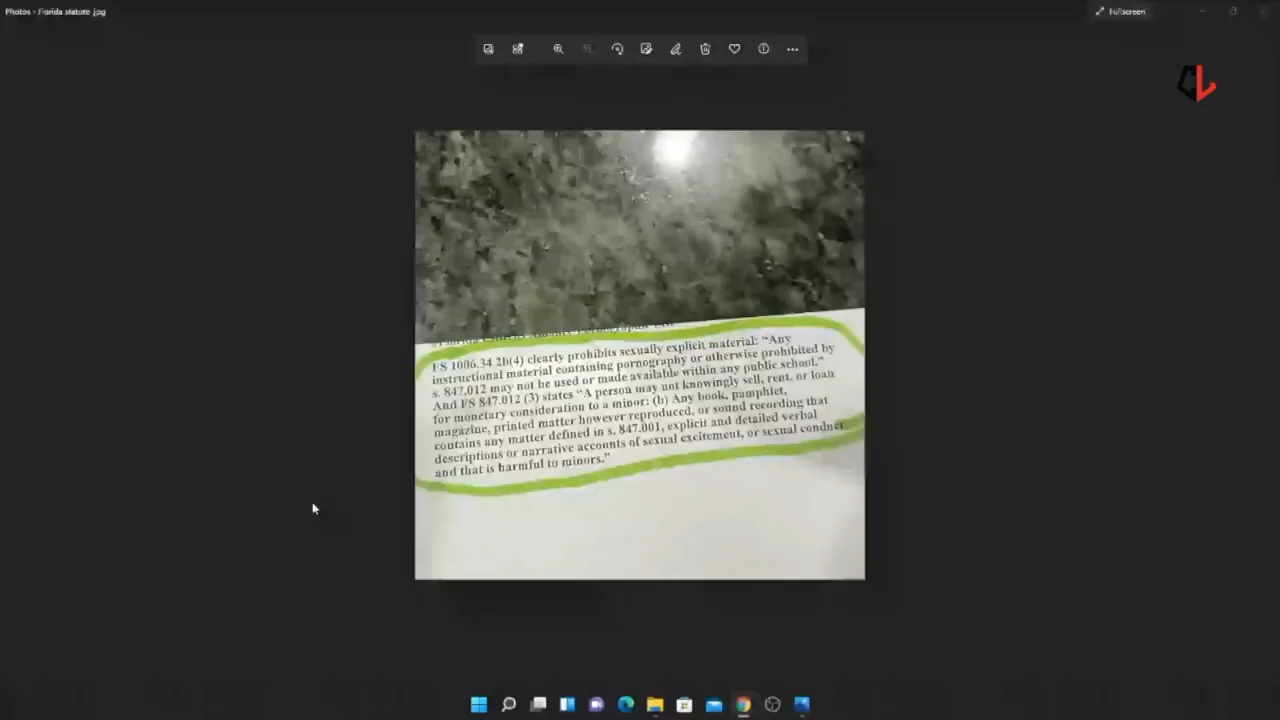 Photos - Florida statute .jpg
Fullscreen
FS 1006.34 2b(4) clearly prohibits sexually explicit material: “Any
instructional material containing pornography or otherwise prohibited by
s. 847.012 may not be used or made available within any public school.”
And FS 847.012 (3) states “A person may not knowingly sell, rent, or loan
for monetary consideration to a minor: (b) Any book, pamphlet,
magazine, printed matter however reproduced, or sound recording that
contains any matter defined in s. 847.001, explicit and detailed verbal
descriptions or narrative accounts of sexual excitement, or sexual conduct
and that is harmful to minors.”